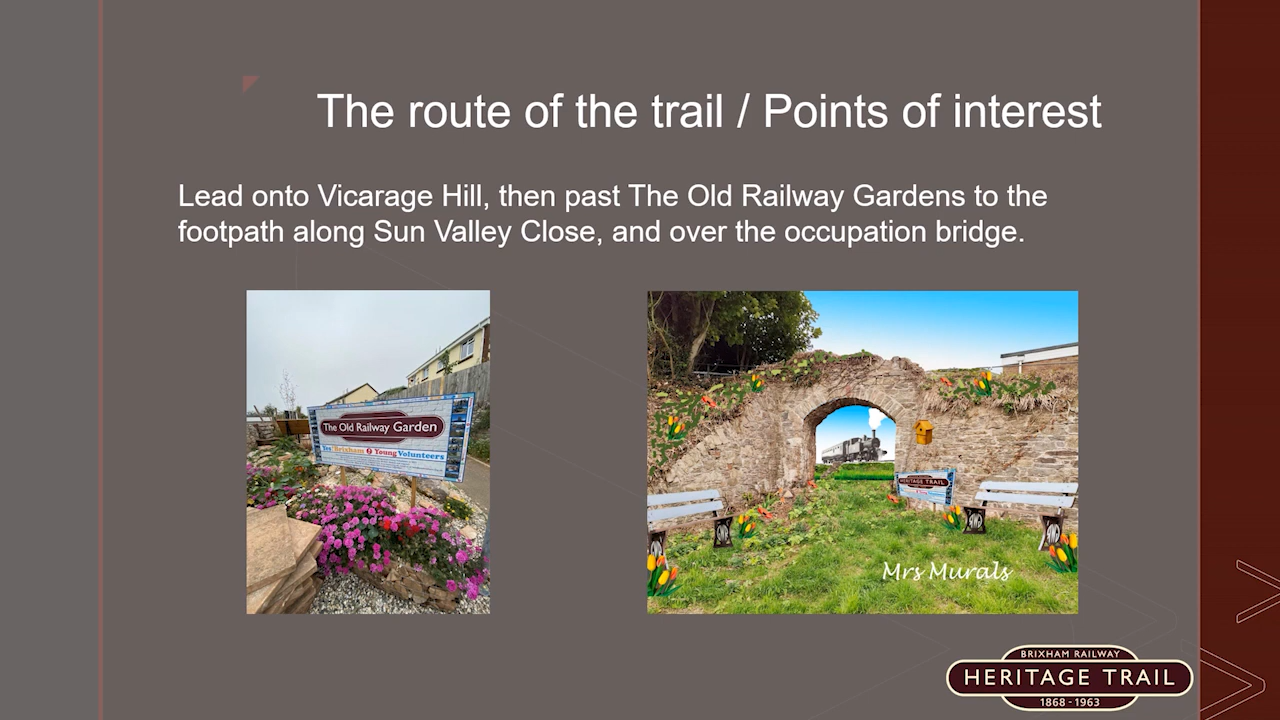 The route of the trail / Points of interest
Lead onto Vicarage Hill, then past The Old Railway Gardens to the
footpath along Sun Valley Close, and over the occupation bridge.
The Old Railway Garden
Yes! Brixham Young Volunteers
HERITAGE TRAIL
GWR
Mrs Murals
BRIXHAM RAILWAY
HERITAGE TRAIL
1868 - 1963